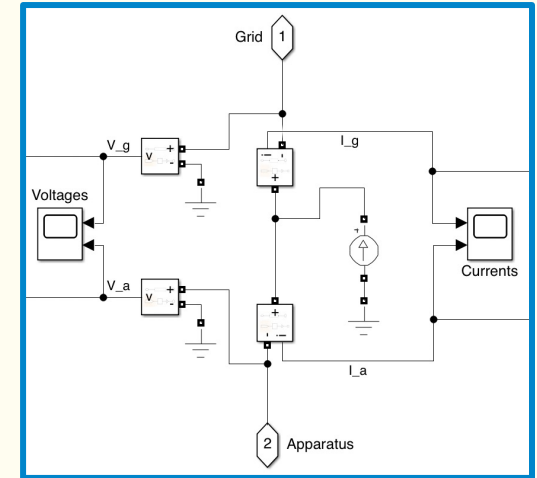 Grid 1
V_g
I_g
v + -
i - +
Voltages
Currents
V_a
v + -
+ i -
I_a
2 Apparatus